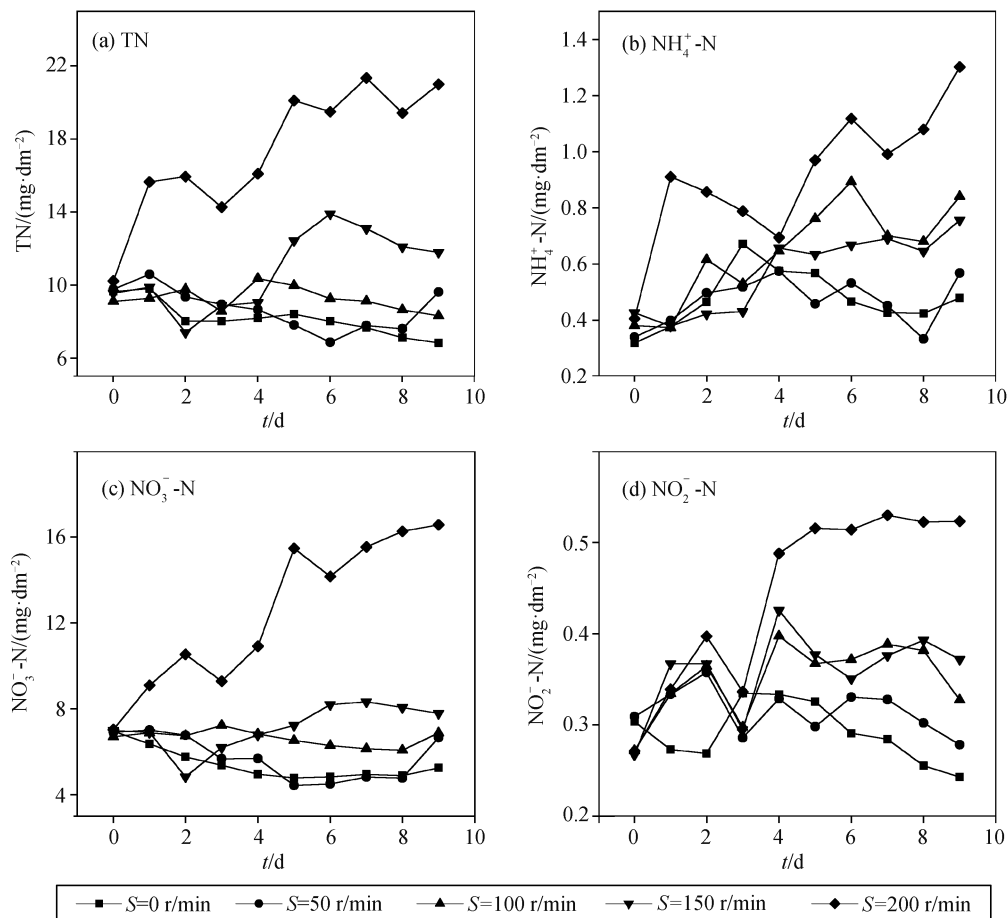 (a) TN
TN/(mg·dm⁻²)
22
18
14
10
6
0 2 4 6 8 10
t/d
(b) NH₄⁺-N
NH₄⁺-N/(mg·dm⁻²)
1.4
1.2
1.0
0.8
0.6
0.4
0.2
0 2 4 6 8 10
t/d
(c) NO₃⁻-N
NO₃⁻-N/(mg·dm⁻²)
16
12
8
4
0 2 4 6 8 10
t/d
(d) NO₂⁻-N
NO₂⁻-N/(mg·dm⁻²)
0.5
0.4
0.3
0.2
0 2 4 6 8 10
t/d
S=0 r/min S=50 r/min S=100 r/min S=150 r/min S=200 r/min